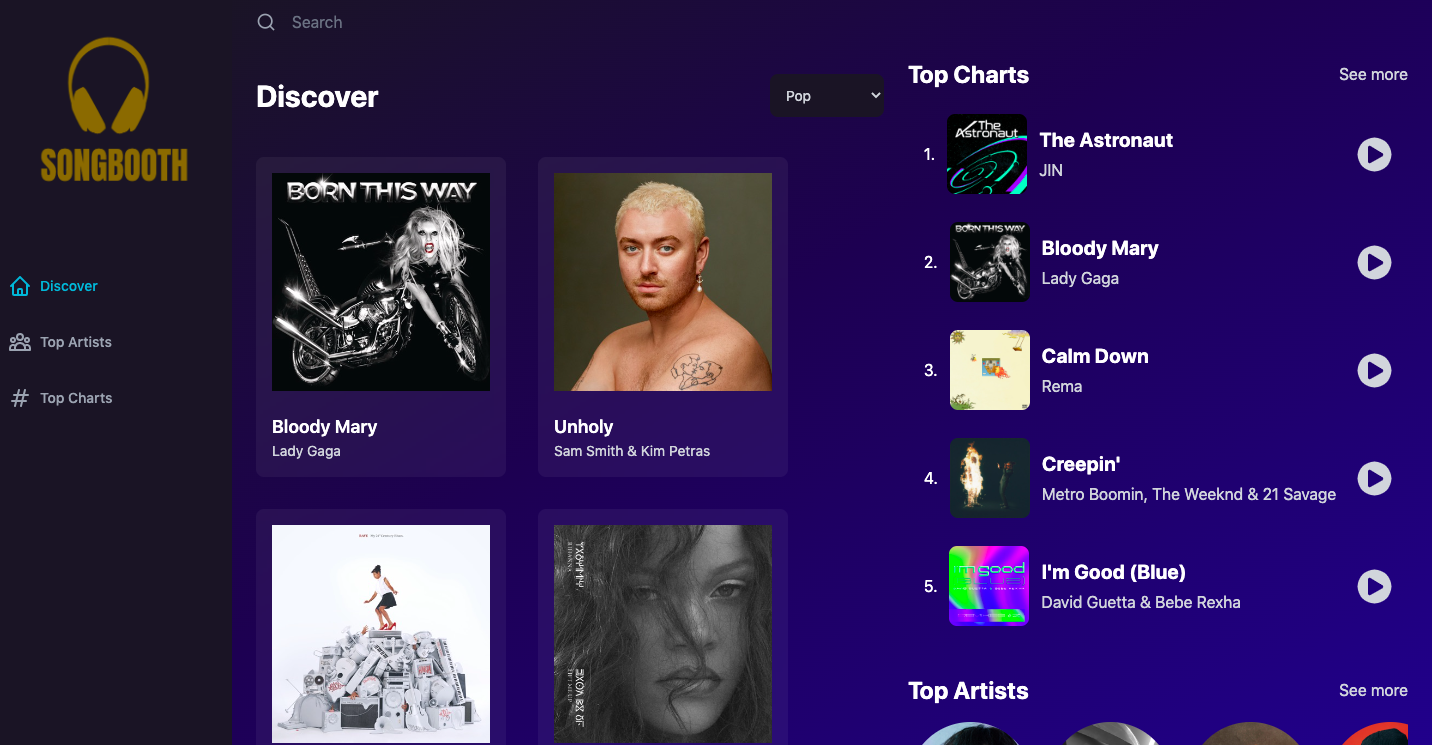 SONGBOOTH
Discover
Top Artists
Top Charts
Search
Discover
Pop
BORN THIS WAY
Bloody Mary
Lady Gaga
Unholy
Sam Smith & Kim Petras
Top Charts
See more
1.
The
Astronaut
The Astronaut
JIN
2.
BORN THIS WAY
Bloody Mary
Lady Gaga
3.
Calm Down
Rema
4.
Creepin'
Metro Boomin, The Weeknd & 21 Savage
5.
I'm good
I'm Good (Blue)
David Guetta & Bebe Rexha
Top Artists
See more